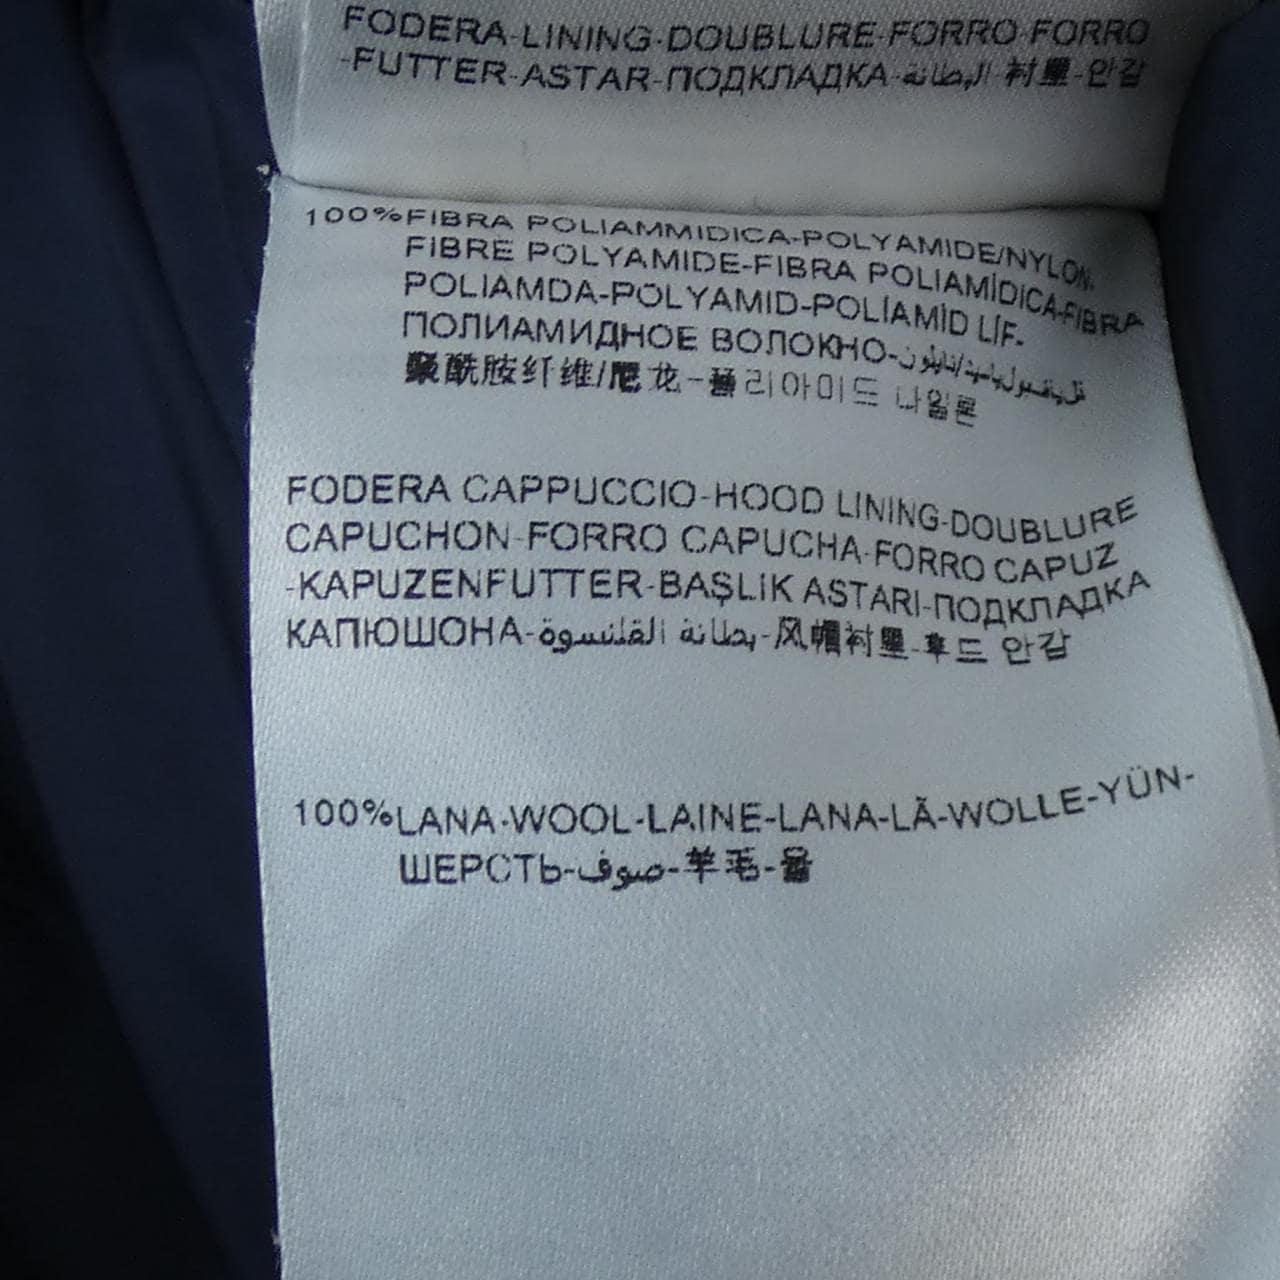 FODERA-LINING-DOUBLURE-FORRO-FORRO
-FUTTER-ASTAR-ПОДКЛАДКА-البطانة-衬里-안감
100%FIBRA POLIAMMIDICA-POLYAMIDE/NYLON.
FIBRE POLYAMIDE-FIBRA POLIAMİDICA-FIBRA
POLIAMDA-POLYAMID-POLİAMİD LİF.
ПОЛИАМИДНОЕ ВОЛОКНО-
聚酰胺纤维/尼龙-폴리아미드 나일론
FODERA CAPPUCCIO-HOOD LINING-DOUBLURE
CAPUCHON-FORRO CAPUCHA-FORRO CAPUZ
-KAPUZENFUTTER-BAŞLIK ASTARI-ПОДКЛАДКА
КАПЮШОНА-بطانة القلنسوة-风帽衬里-후드 안감
100%LANA-WOOL-LAINE-LANA-LÃ-WOLLE-YÜN-
ШЕРСТЬ-صوف-羊毛-울